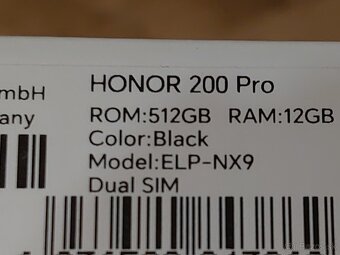 mbH
any
HONOR 200 Pro
ROM:512GB RAM:12GB
Color:Black
Model:ELP-NX9
Dual SIM